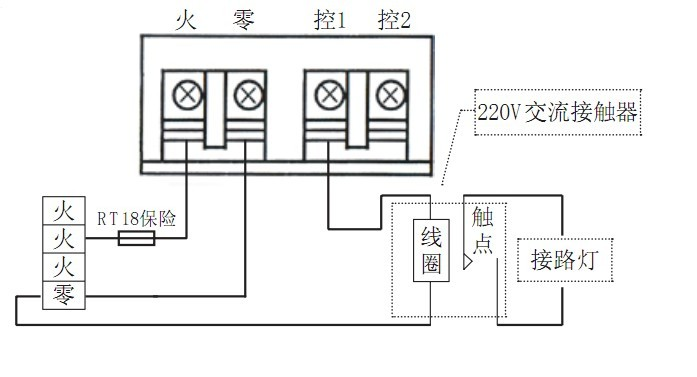 火 零 控1 控2
220V交流接触器
火
RT18保险
火
火
零
线圈
触点
接路灯